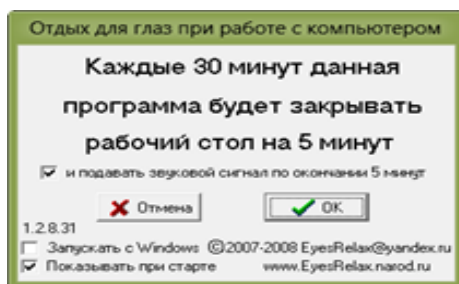 Отдых для глаз при работе с компьютером
Каждые 30 минут данная
программа будет закрывать
рабочий стол на 5 минут
и подавать звуковой сигнал по окончании 5 минут
Отмена OK
1.2.8.31
Запускать с Windows ©2007-2008 EyesRelax@yandex.ru
Показывать при старте www.EyesRelax.narod.ru